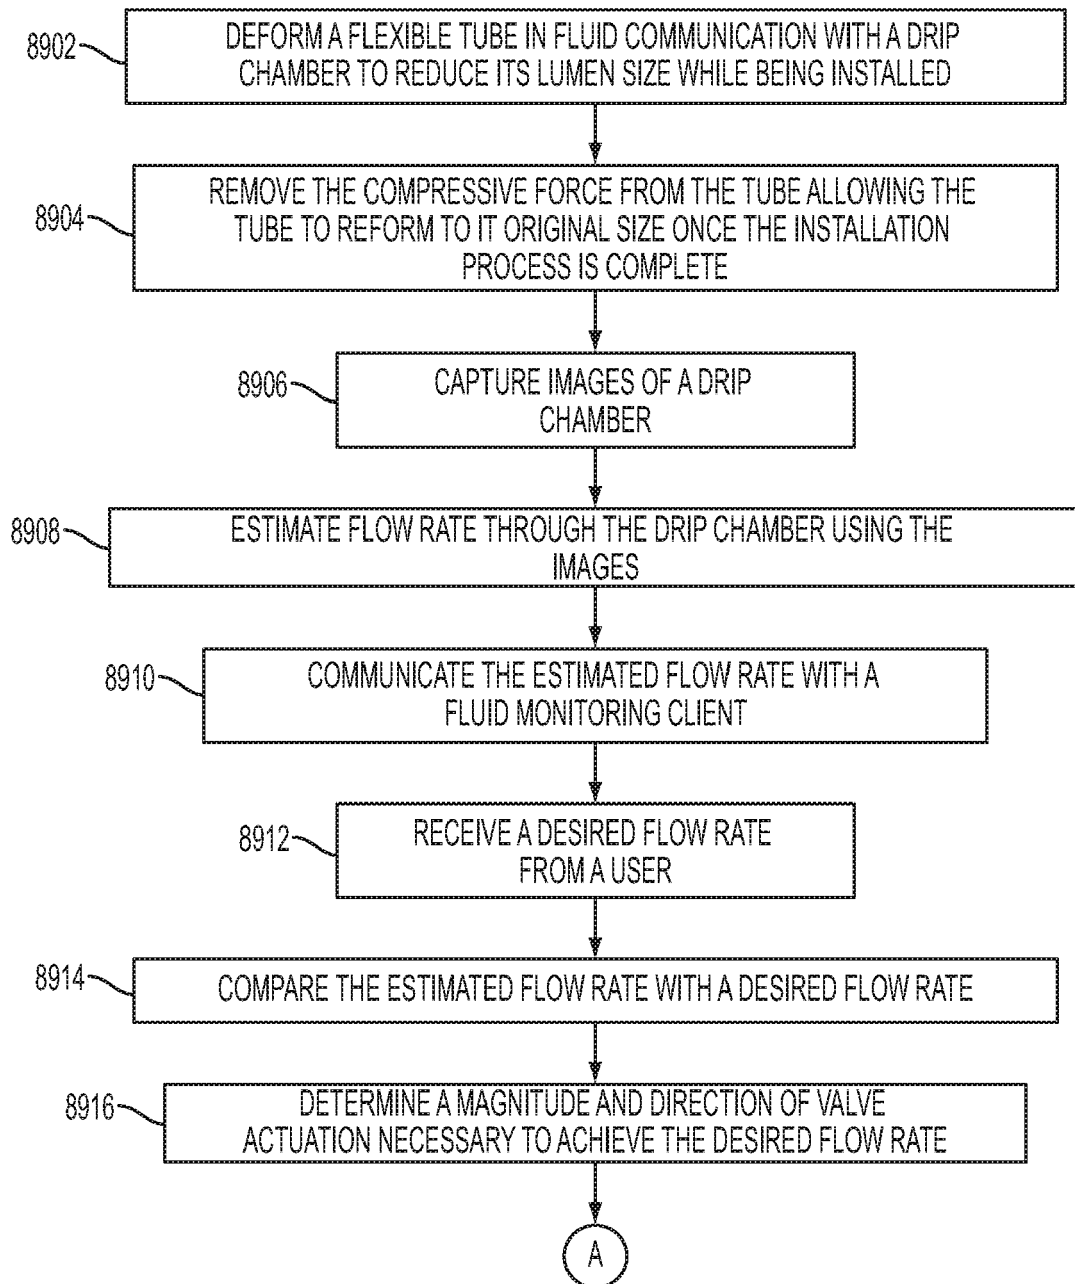 8902
DEFORM A FLEXIBLE TUBE IN FLUID COMMUNICATION WITH A DRIP
CHAMBER TO REDUCE ITS LUMEN SIZE WHILE BEING INSTALLED
8904
REMOVE THE COMPRESSIVE FORCE FROM THE TUBE ALLOWING THE
TUBE TO REFORM TO IT ORIGINAL SIZE ONCE THE INSTALLATION
PROCESS IS COMPLETE
8906
CAPTURE IMAGES OF A DRIP
CHAMBER
8908
ESTIMATE FLOW RATE THROUGH THE DRIP CHAMBER USING THE
IMAGES
8910
COMMUNICATE THE ESTIMATED FLOW RATE WITH A
FLUID MONITORING CLIENT
8912
RECEIVE A DESIRED FLOW RATE
FROM A USER
8914
COMPARE THE ESTIMATED FLOW RATE WITH A DESIRED FLOW RATE
8916
DETERMINE A MAGNITUDE AND DIRECTION OF VALVE
ACTUATION NECESSARY TO ACHIEVE THE DESIRED FLOW RATE
A